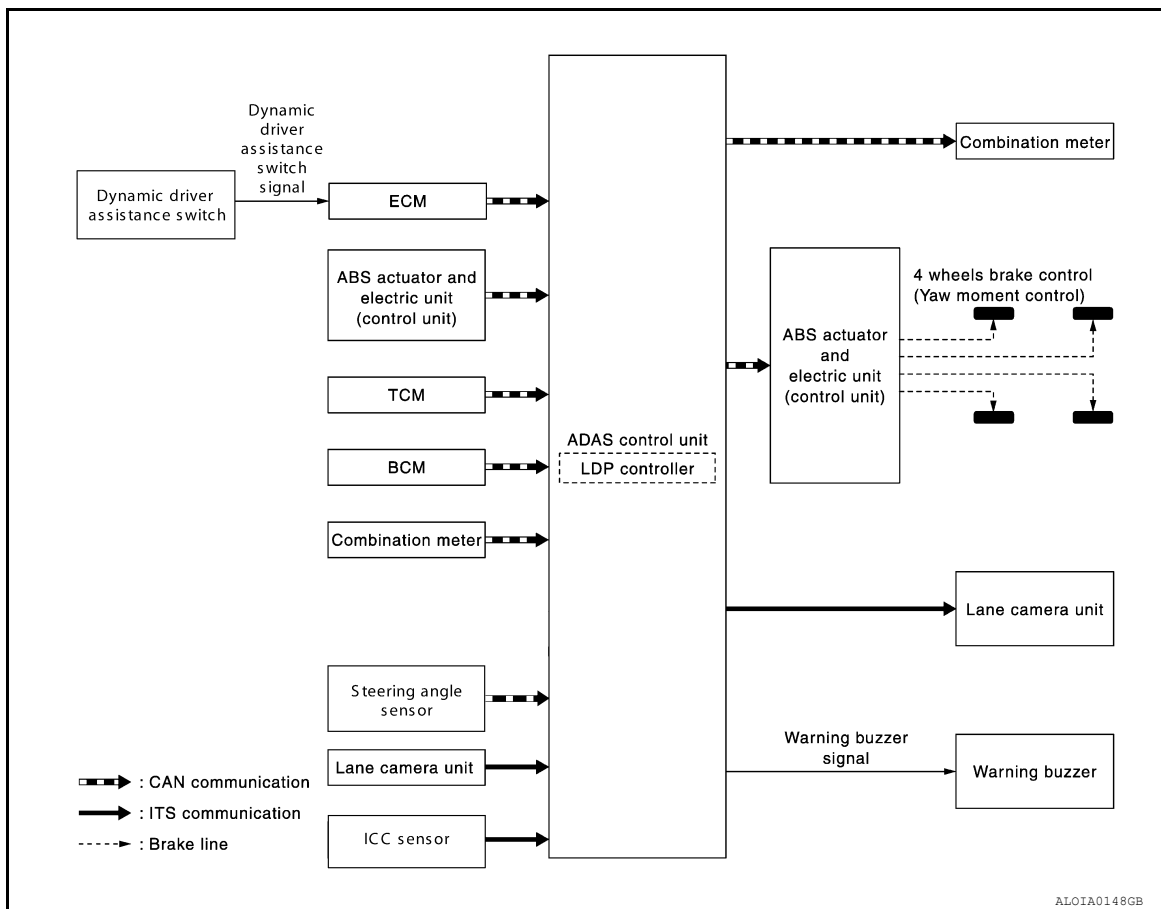 Dynamic
driver
assistance
switch
signal
Dynamic driver
assistance switch
ECM
ABS actuator and
electric unit
(control unit)
TCM
BCM
Combination meter
Steering angle
sensor
Lane camera unit
ICC sensor
ADAS control unit
LDP controller
Combination meter
4 wheels brake control
(Yaw moment control)
ABS actuator
and
electric unit
(control unit)
Lane camera unit
Warning buzzer
signal
Warning buzzer
: CAN communication
: ITS communication
: Brake line
ALOIA0148GB